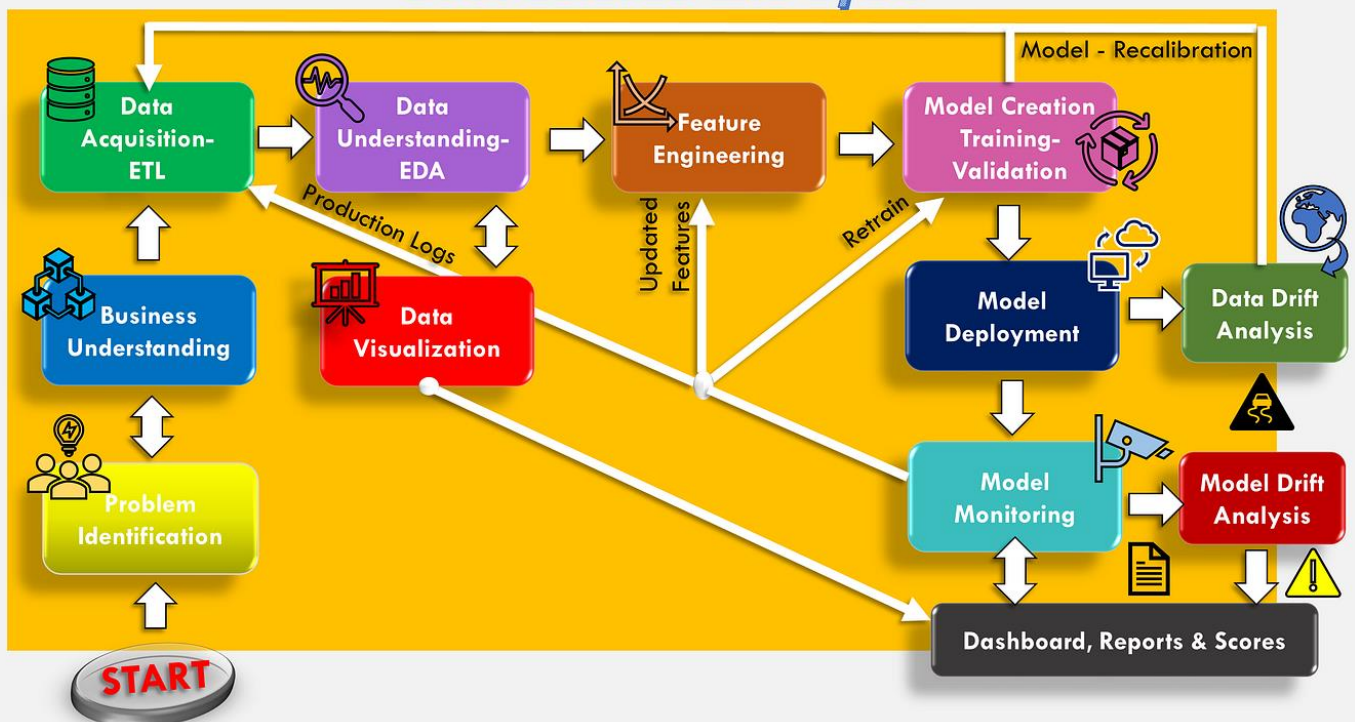 Model - Recalibration
Data
Acquisition-
ETL
Data
Understanding-
EDA
Feature
Engineering
Model Creation
Training-
Validation
Production Logs
Updated
Features
Retrain
Business
Understanding
Data
Visualization
Model
Deployment
Data Drift
Analysis
Problem
Identification
Model
Monitoring
Model Drift
Analysis
Dashboard, Reports & Scores
START